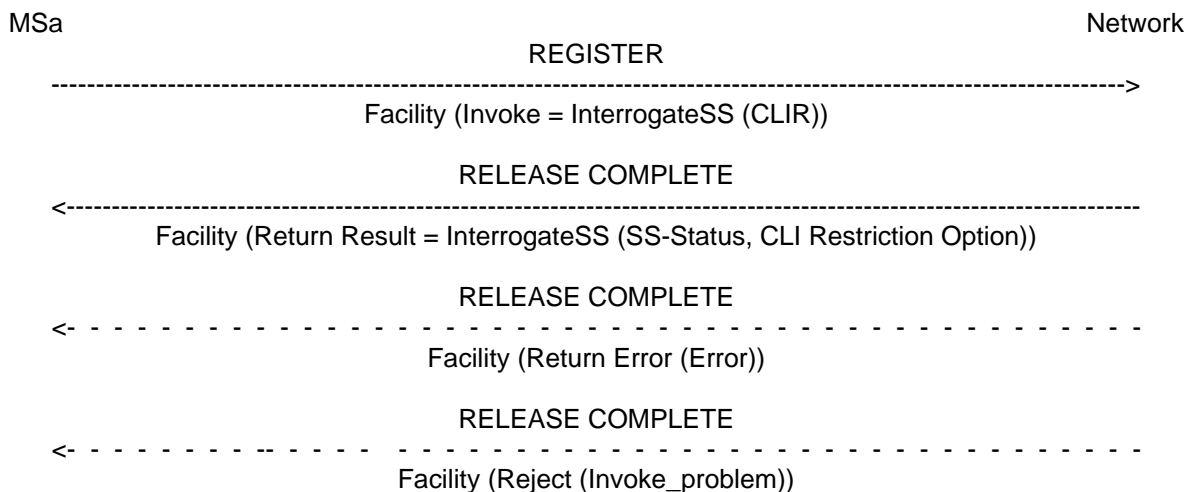 MSa Network
REGISTER
------------------------------------------------------------------------------------------------------------------------>
Facility (Invoke = InterrogateSS (CLIR))
RELEASE COMPLETE
<------------------------------------------------------------------------------------------------------------------------
Facility (Return Result = InterrogateSS (SS-Status, CLI Restriction Option))
RELEASE COMPLETE
<- - - - - - - - - - - - - - - - - - - - - - - - - - - - - - - - - - - - - - - - - - - - -
Facility (Return Error (Error))
RELEASE COMPLETE
<- - - - - - - - -- - - - - - - - - - - - - - - - - - - - - - - - - - - - - - - - - - - - -
Facility (Reject (Invoke_problem))